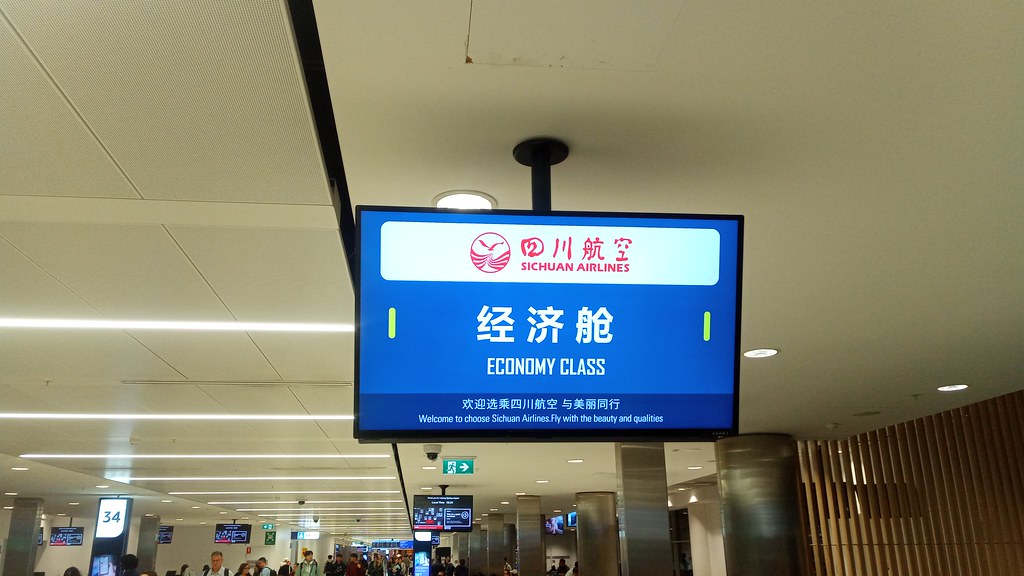 四川航空
SICHUAN AIRLINES
经济舱
ECONOMY CLASS
欢迎选乘四川航空 与美丽同行
Welcome to choose Sichuan Airlines.Fly with the beauty and qualities
34